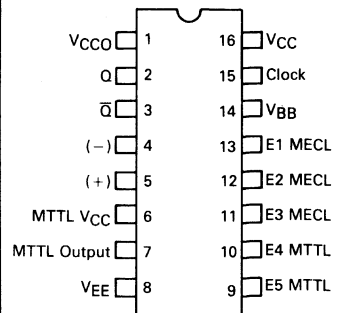 VCCO 1 16 VCC
Q 2 15 Clock
Q̅ 3 14 VBB
(−) 4 13 E1 MECL
(+) 5 12 E2 MECL
MTTL VCC 6 11 E3 MECL
MTTL Output 7 10 E4 MTTL
VEE 8 9 E5 MTTL